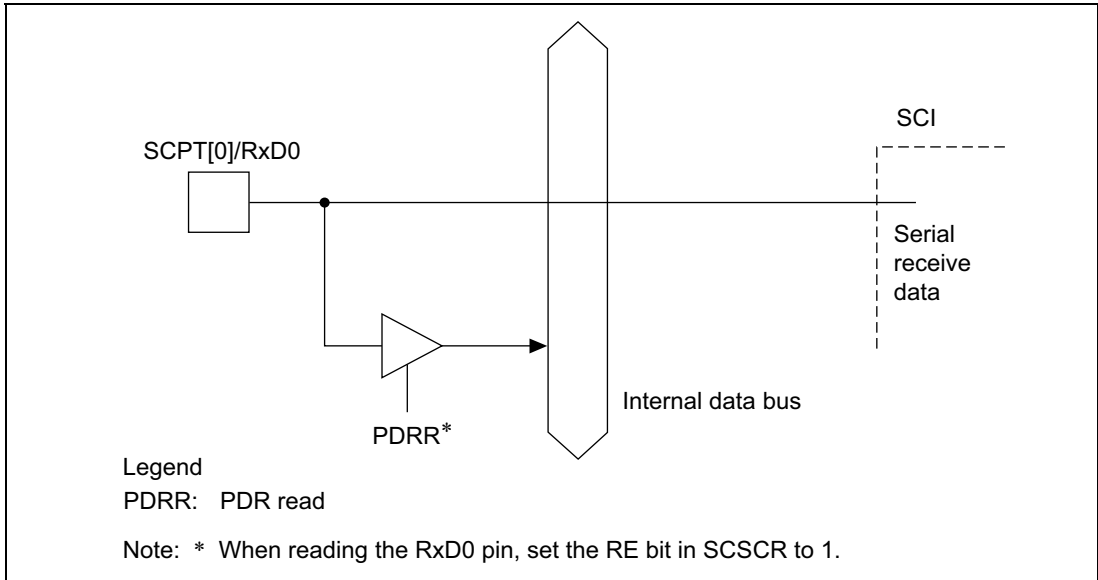 SCI
SCPT[0]/RxD0
Serial
receive
data
Internal data bus
PDRR*
Legend
PDRR: PDR read
Note: * When reading the RxD0 pin, set the RE bit in SCSCR to 1.